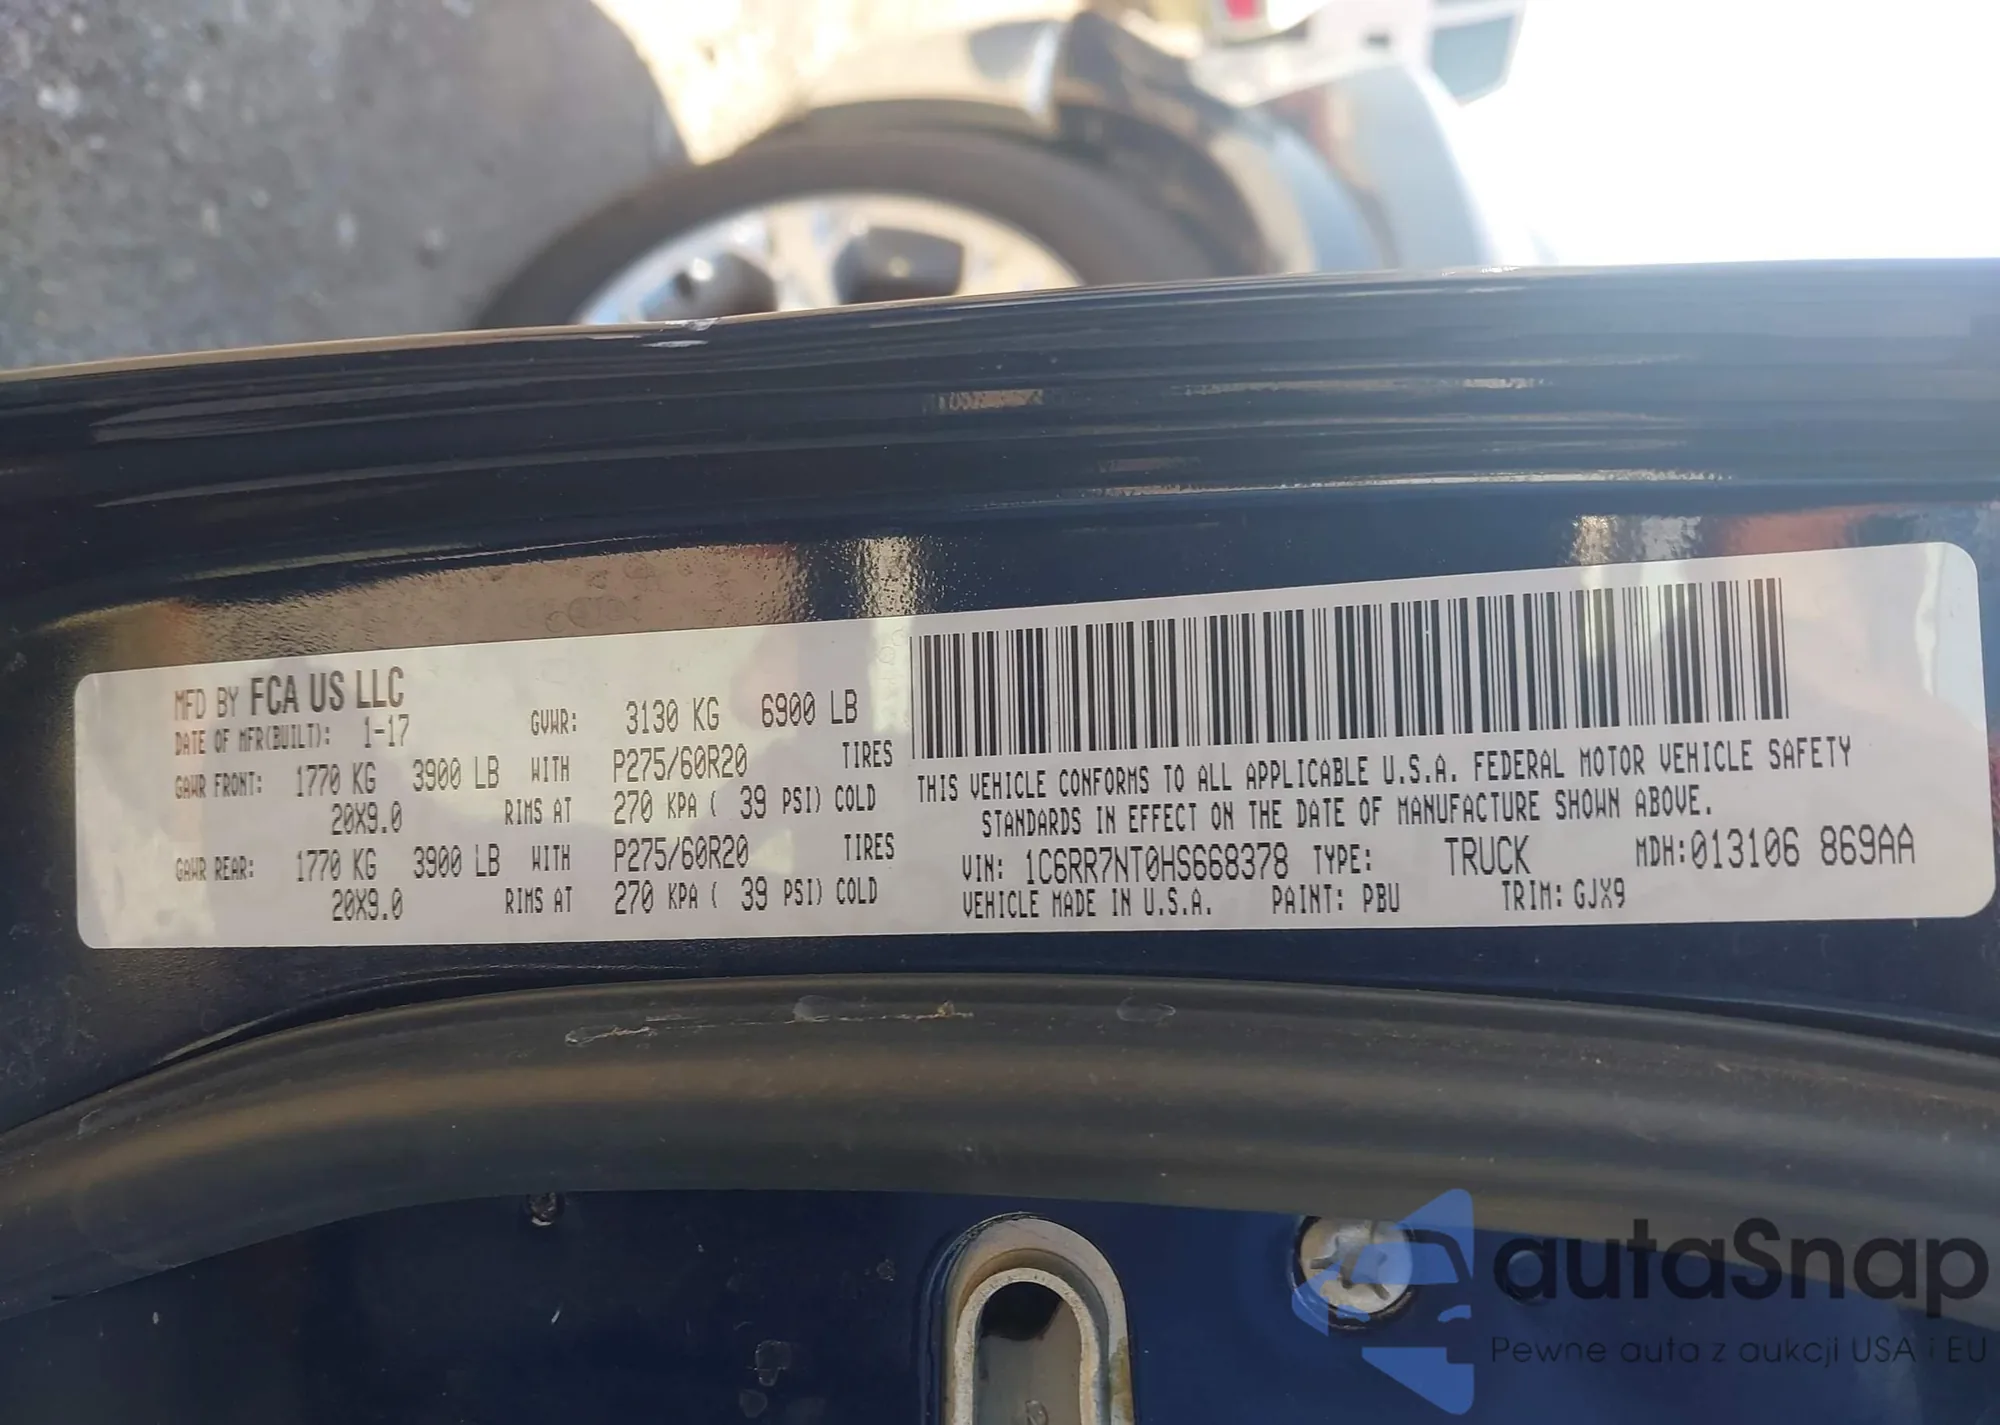 MFD BY FCA US LLC
DATE OF MFR(BUILT): 1-17 GVWR: 3130 KG 6900 LB
GAWR FRONT: 1770 KG 3900 LB WITH P275/60R20 TIRES
20X9.0 RIMS AT 270 KPA ( 39 PSI) COLD
GAWR REAR: 1770 KG 3900 LB WITH P275/60R20 TIRES
20X9.0 RIMS AT 270 KPA ( 39 PSI) COLD
THIS VEHICLE CONFORMS TO ALL APPLICABLE U.S.A. FEDERAL MOTOR VEHICLE SAFETY
STANDARDS IN EFFECT ON THE DATE OF MANUFACTURE SHOWN ABOVE.
VIN: 1C6RR7NT0HS668378 TYPE: TRUCK MDH:013106 869AA
VEHICLE MADE IN U.S.A. PAINT: PBU TRIM: GJX9
autaSnap
Pewne auta z aukcji USA i EU